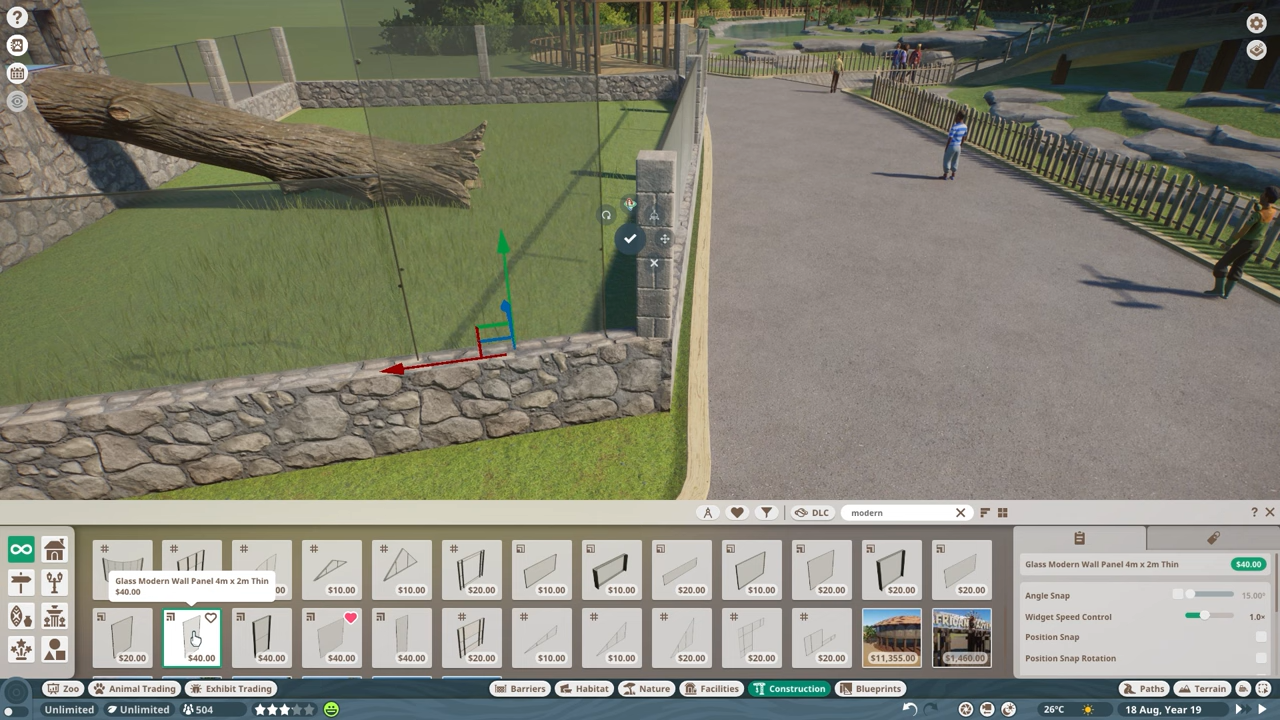 ?
DLC
modern
?
Glass Modern Wall Panel 4m x 2m Thin
$40.00
$10.00
$10.00
$20.00
$10.00
$10.00
$20.00
$10.00
$20.00
$20.00
$20.00
$20.00
$40.00
$40.00
$40.00
$20.00
$10.00
$10.00
$20.00
$20.00
$20.00
$11,355.00
AFRICAN
$1,460.00
Glass Modern Wall Panel 4m x 2m Thin
$40.00
Angle Snap
15.00°
Widget Speed Control
1.0×
Position Snap
Position Snap Rotation
Zoo
Animal Trading
Exhibit Trading
Barriers
Habitat
Nature
Facilities
Construction
Blueprints
Paths
Terrain
Unlimited
Unlimited
504
26°C
18 Aug, Year 19